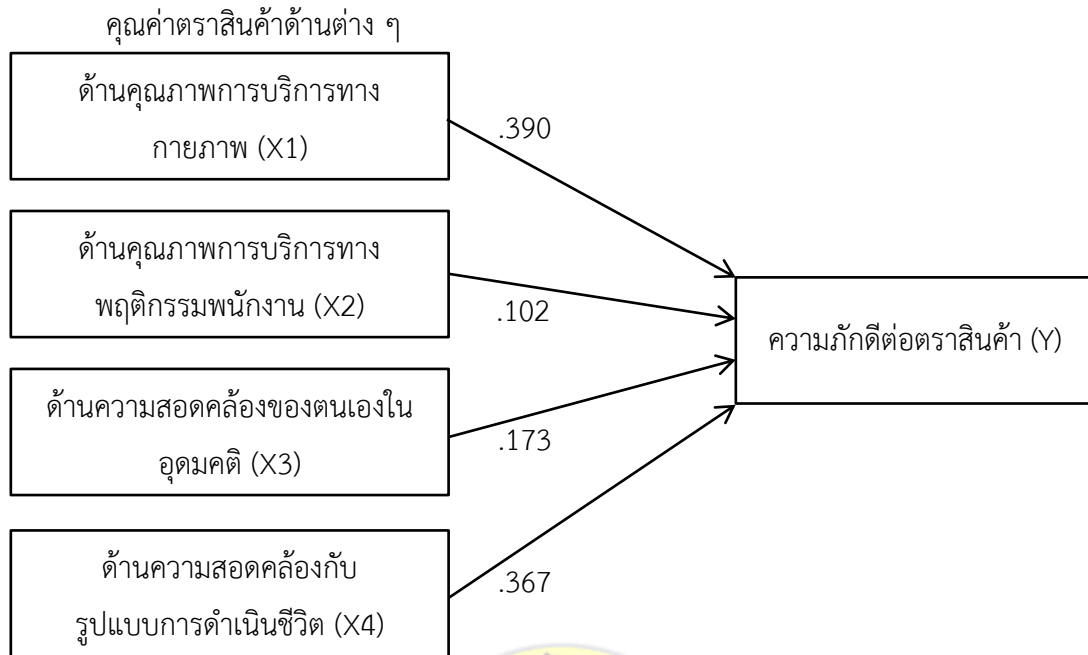 คุณค่าตราสินค้าด้านต่าง ๆ
ด้านคุณภาพการบริการทาง
กายภาพ (X1)
.390
ด้านคุณภาพการบริการทาง
พฤติกรรมพนักงาน (X2)
.102
ความภักดีต่อตราสินค้า (Y)
ด้านความสอดคล้องของตนเองใน
อุดมคติ (X3)
.173
ด้านความสอดคล้องกับ
รูปแบบการดำเนินชีวิต (X4)
.367